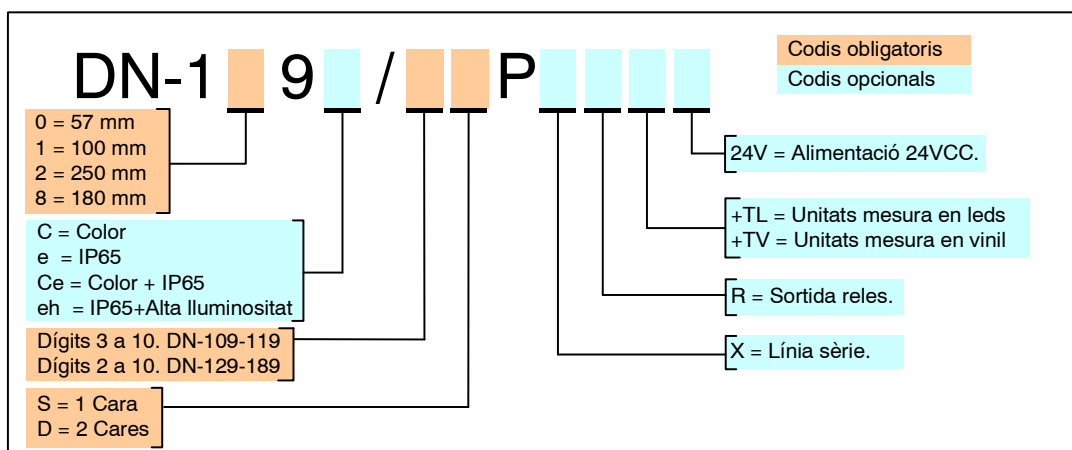 DN-1 9 / P
Codis obligatoris
Codis opcionals
0 = 57 mm
1 = 100 mm
2 = 250 mm
8 = 180 mm
C = Color
e = IP65
Ce = Color + IP65
eh = IP65+Alta lluminositat
Dígits 3 a 10. DN-109-119
Dígits 2 a 10. DN-129-189
S = 1 Cara
D = 2 Cares
24V = Alimentació 24VCC.
+TL = Unitats mesura en leds
+TV = Unitats mesura en vinil
R = Sortida reles.
X = Línia sèrie.